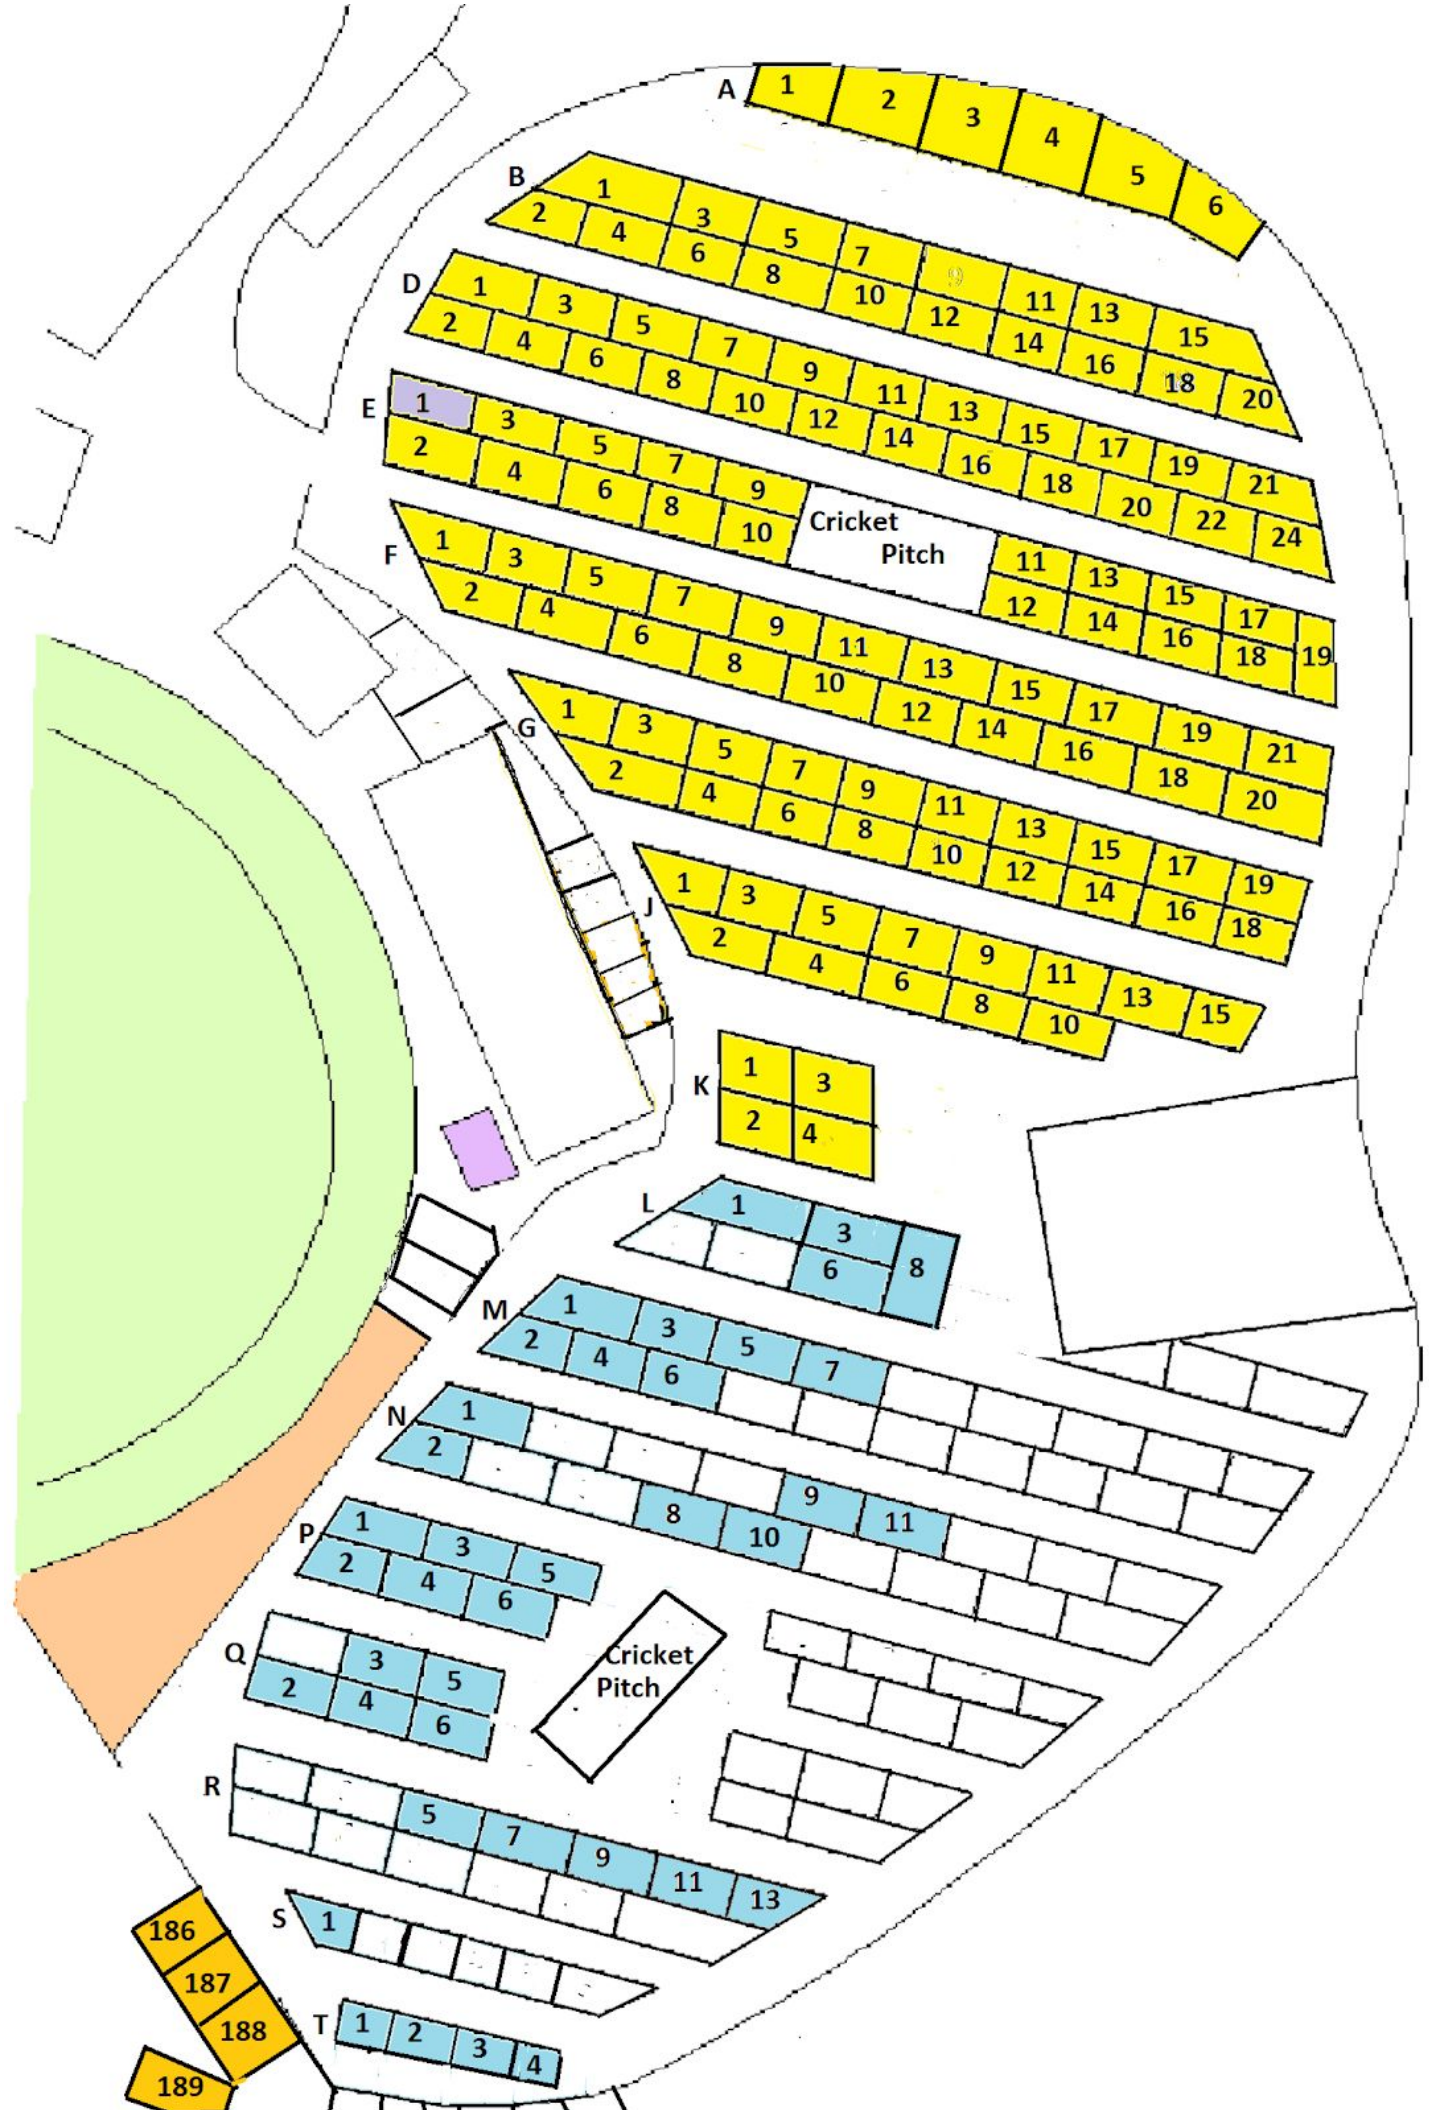 A 1 2 3 4 5 6
B 1 3 5 7 9 11 13 15
2 4 6 8 10 12 14 16 18 20
D 1 3 5 7 9 11 13 15 17 19 21
2 4 6 8 10 12 14 16 18 20 22 24
E 1 3 5 7 9 Cricket 11 13 15 17 19
2 4 6 8 10 Pitch 12 14 16 18
F 1 3 5 7 9 11 13 15 17 19 21
2 4 6 8 10 12 14 16 18 20
G 1 3 5 7 9 11 13 15 17 19
2 4 6 8 10 12 14 16 18
J 1 3 5 7 9 11 13 15
2 4 6 8 10
K 1 3
2 4
L 1 3 8
6
M 1 3 5 7
2 4 6
N 1 9 11
2 8 10
P 1 3 5
2 4 6
Cricket
Pitch
Q 3 5
2 4 6
R 5 7 9 11 13
S 1
T 1 2 3 4
186
187
188
189